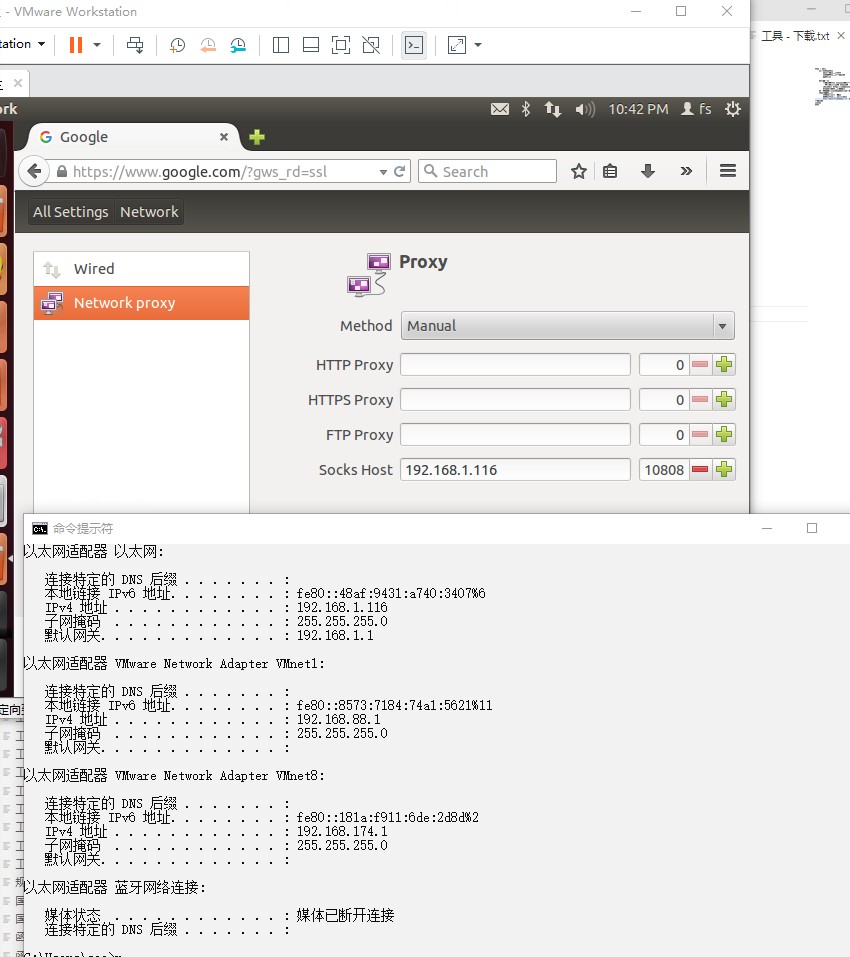 - VMware Workstation
工具 - 下载.txt
10:42 PM fs
Google
https://www.google.com/?gws_rd=ssl
Search
All Settings Network
Wired
Network proxy
Proxy
Method Manual
HTTP Proxy 0
HTTPS Proxy 0
FTP Proxy 0
Socks Host 192.168.1.116 10808
命令提示符
以太网适配器 以太网:
连接特定的 DNS 后缀 . . . . . . . :
本地链接 IPv6 地址. . . . . . . . : fe80::48af:9431:a740:3407%6
IPv4 地址 . . . . . . . . . . . . : 192.168.1.116
子网掩码 . . . . . . . . . . . . : 255.255.255.0
默认网关. . . . . . . . . . . . . : 192.168.1.1
以太网适配器 VMware Network Adapter VMnet1:
连接特定的 DNS 后缀 . . . . . . . :
本地链接 IPv6 地址. . . . . . . . : fe80::8573:7184:74a1:5621%11
IPv4 地址 . . . . . . . . . . . . : 192.168.88.1
子网掩码 . . . . . . . . . . . . : 255.255.255.0
默认网关. . . . . . . . . . . . . :
以太网适配器 VMware Network Adapter VMnet8:
连接特定的 DNS 后缀 . . . . . . . :
本地链接 IPv6 地址. . . . . . . . : fe80::181a:f911:6de:2d8d%2
IPv4 地址 . . . . . . . . . . . . : 192.168.174.1
子网掩码 . . . . . . . . . . . . : 255.255.255.0
默认网关. . . . . . . . . . . . . :
以太网适配器 蓝牙网络连接:
媒体状态 . . . . . . . . . . . . : 媒体已断开连接
连接特定的 DNS 后缀 . . . . . . . :